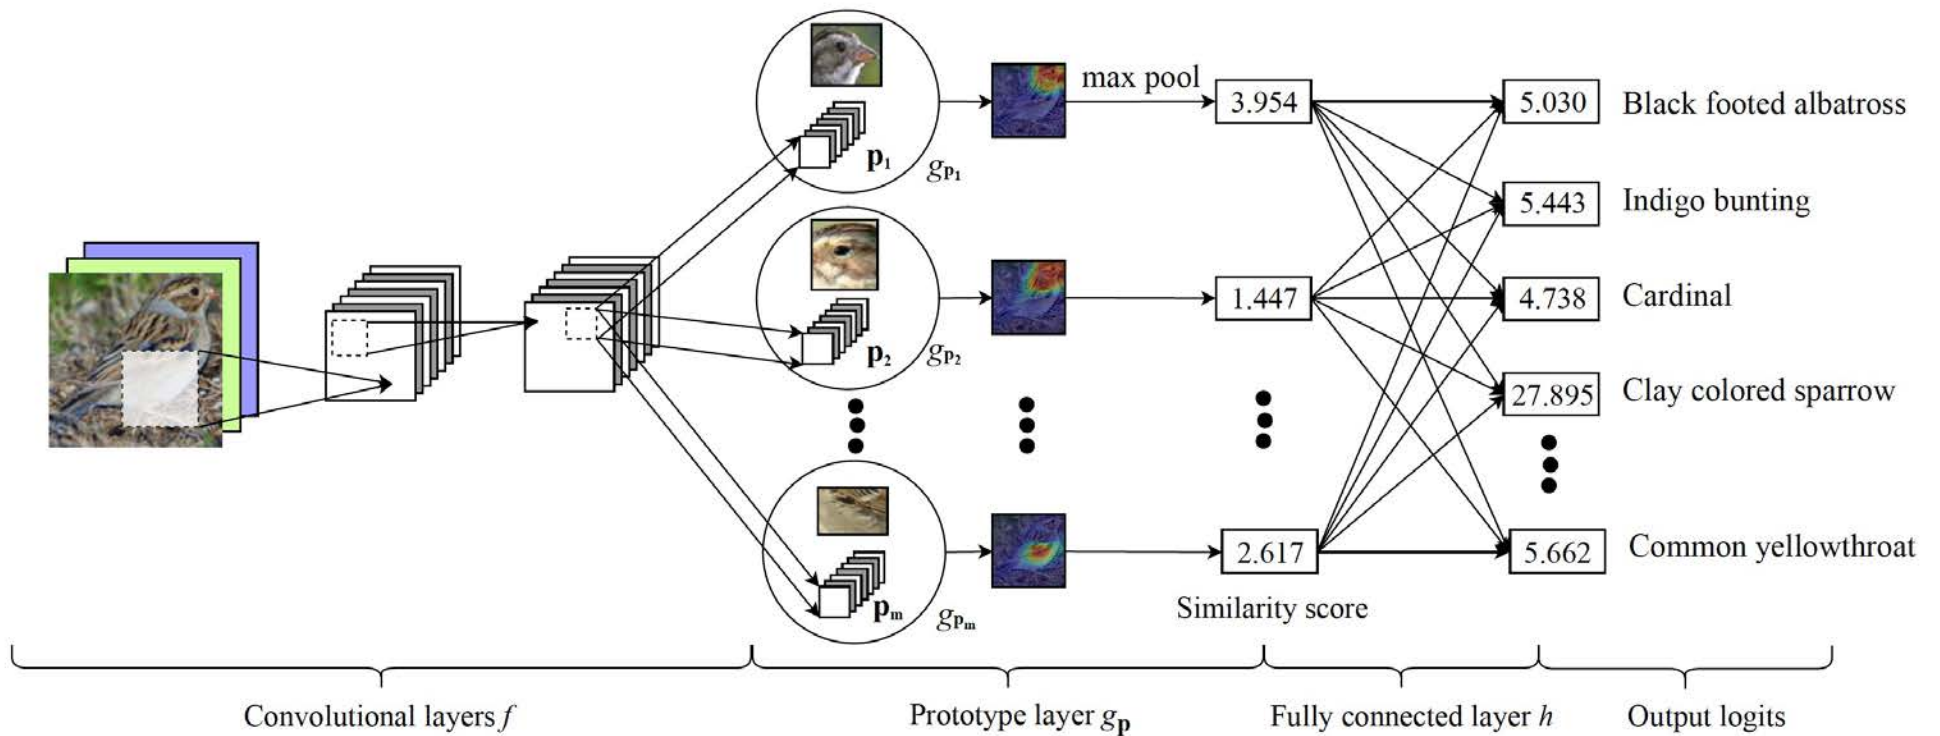 max pool
3.954
5.030
Black footed albatross
p1
gp1
5.443
Indigo bunting
1.447
4.738
Cardinal
p2
gp2
27.895
Clay colored sparrow
2.617
5.662
Common yellowthroat
pm
gpm
Similarity score
Convolutional layers f
Prototype layer gp
Fully connected layer h
Output logits